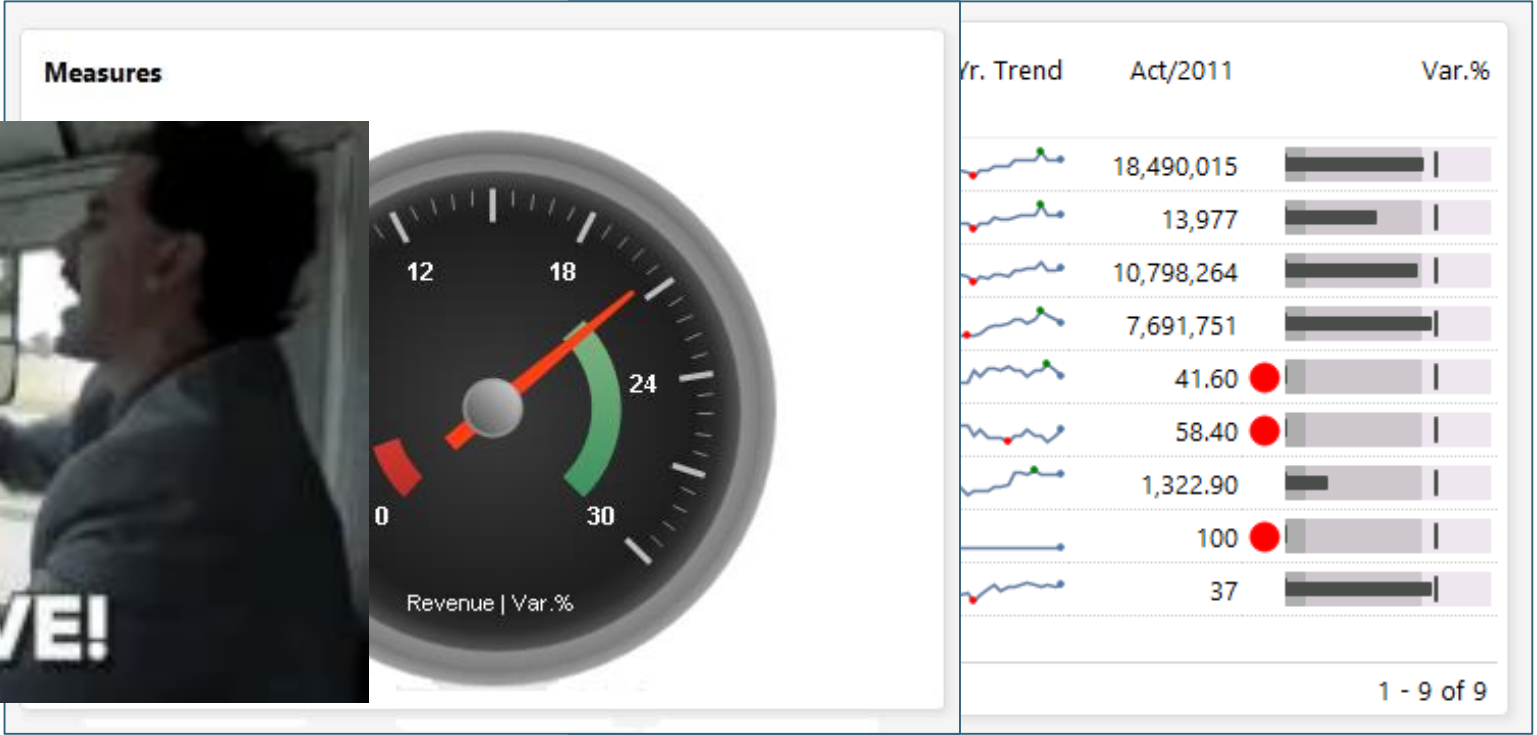 Measures
12
18
24
0
30
Revenue | Var.%
VE!
Yr. Trend Act/2011 Var.%
18,490,015
13,977
10,798,264
7,691,751
41.60
58.40
1,322.90
100
37
1 - 9 of 9